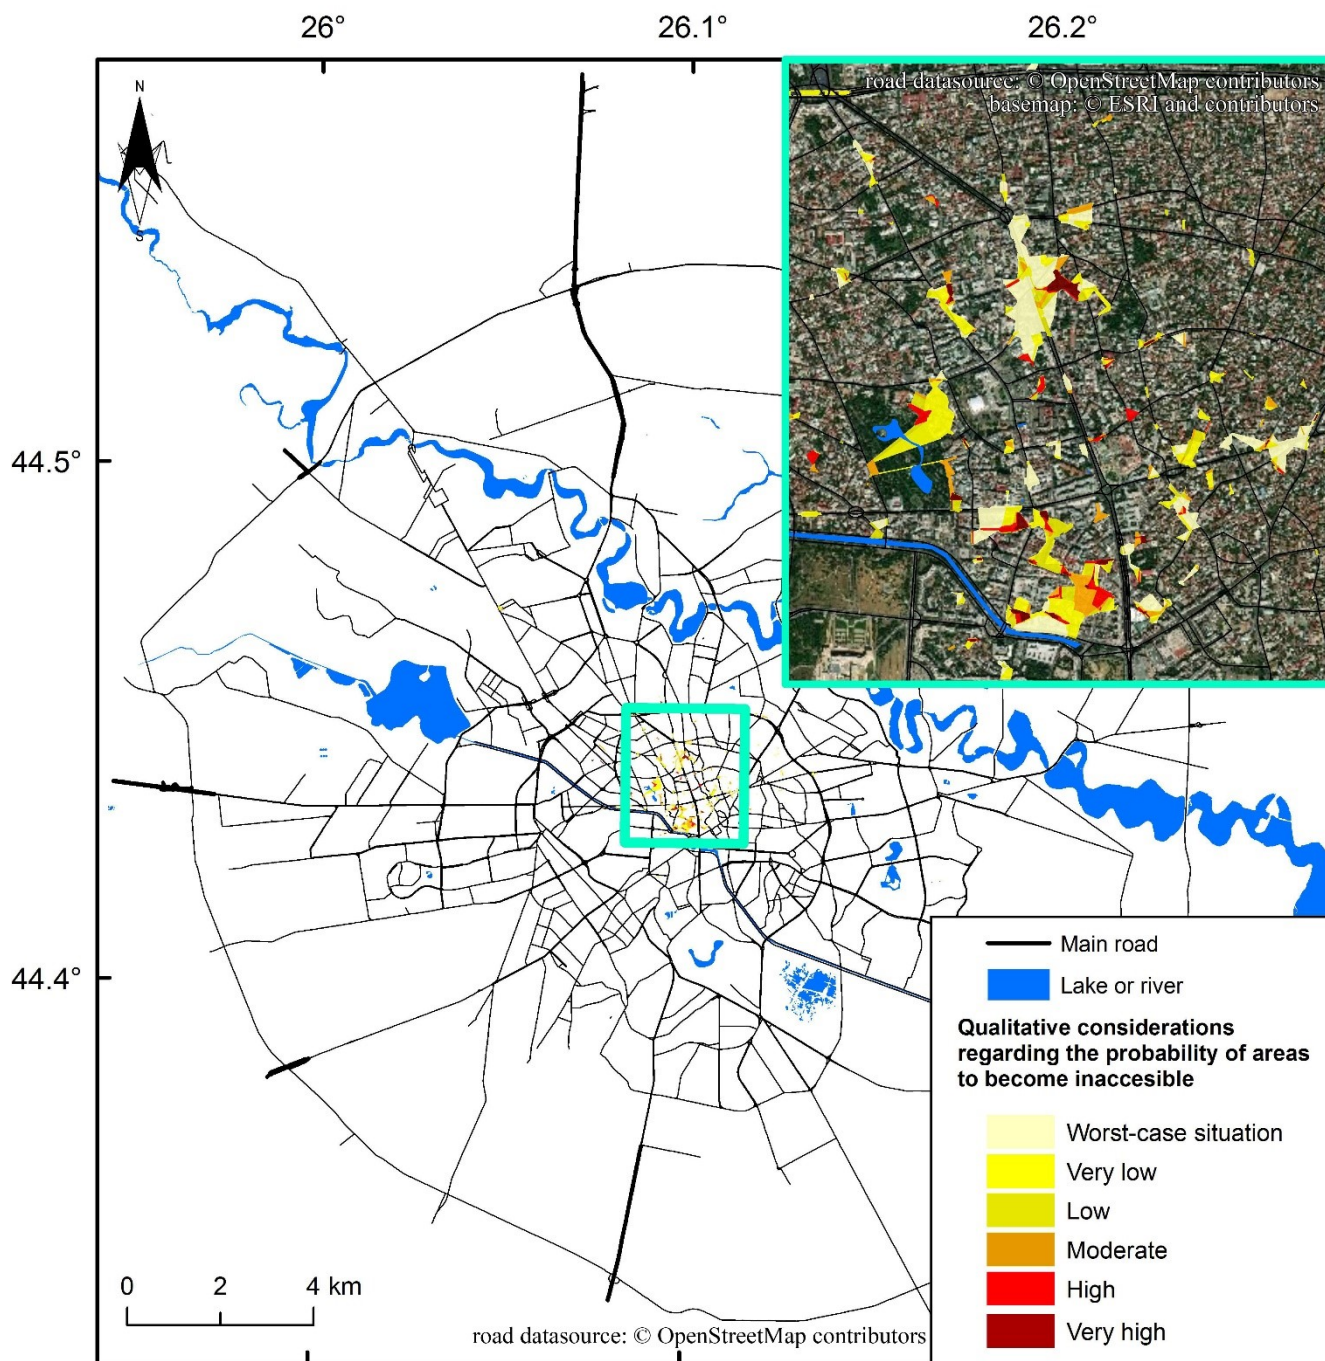 26° 26.1° 26.2°
road datasource: © OpenStreetMap contributors
basemap: © ESRI and contributors
N
S
44.5°
44.4°
Main road
Lake or river
Qualitative considerations
regarding the probability of areas
to become inaccesible
Worst-case situation
Very low
Low
Moderate
High
Very high
0 2 4 km
road datasource: © OpenStreetMap contributors